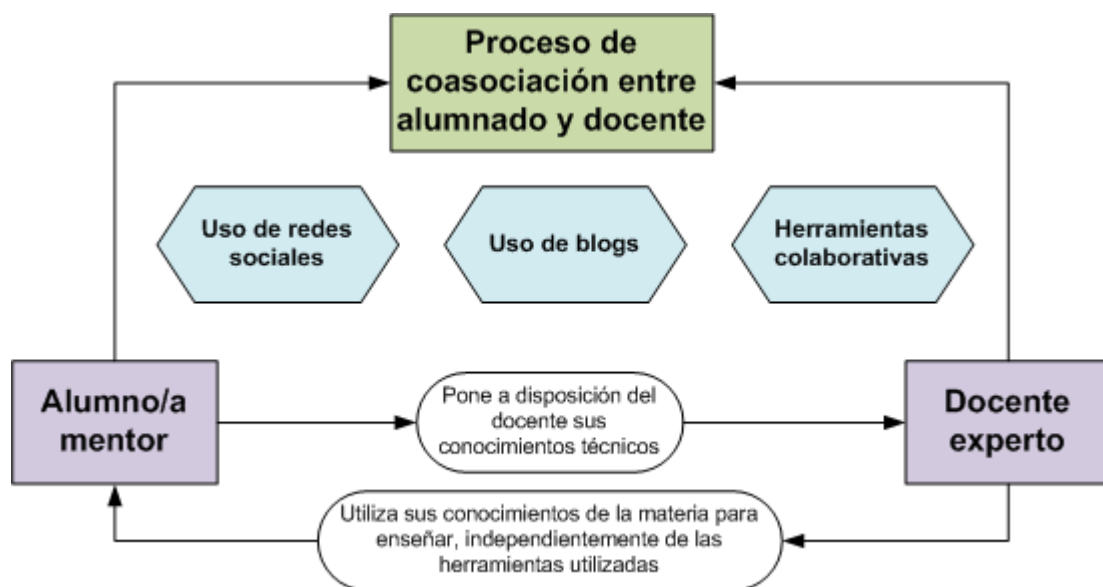 Proceso de
coasociación entre
alumnado y docente
Uso de redes
sociales
Uso de blogs
Herramientas
colaborativas
Alumno/a
mentor
Pone a disposición del
docente sus
conocimientos técnicos
Docente
experto
Utiliza sus conocimientos de la materia para
enseñar, independientemente de las
herramientas utilizadas